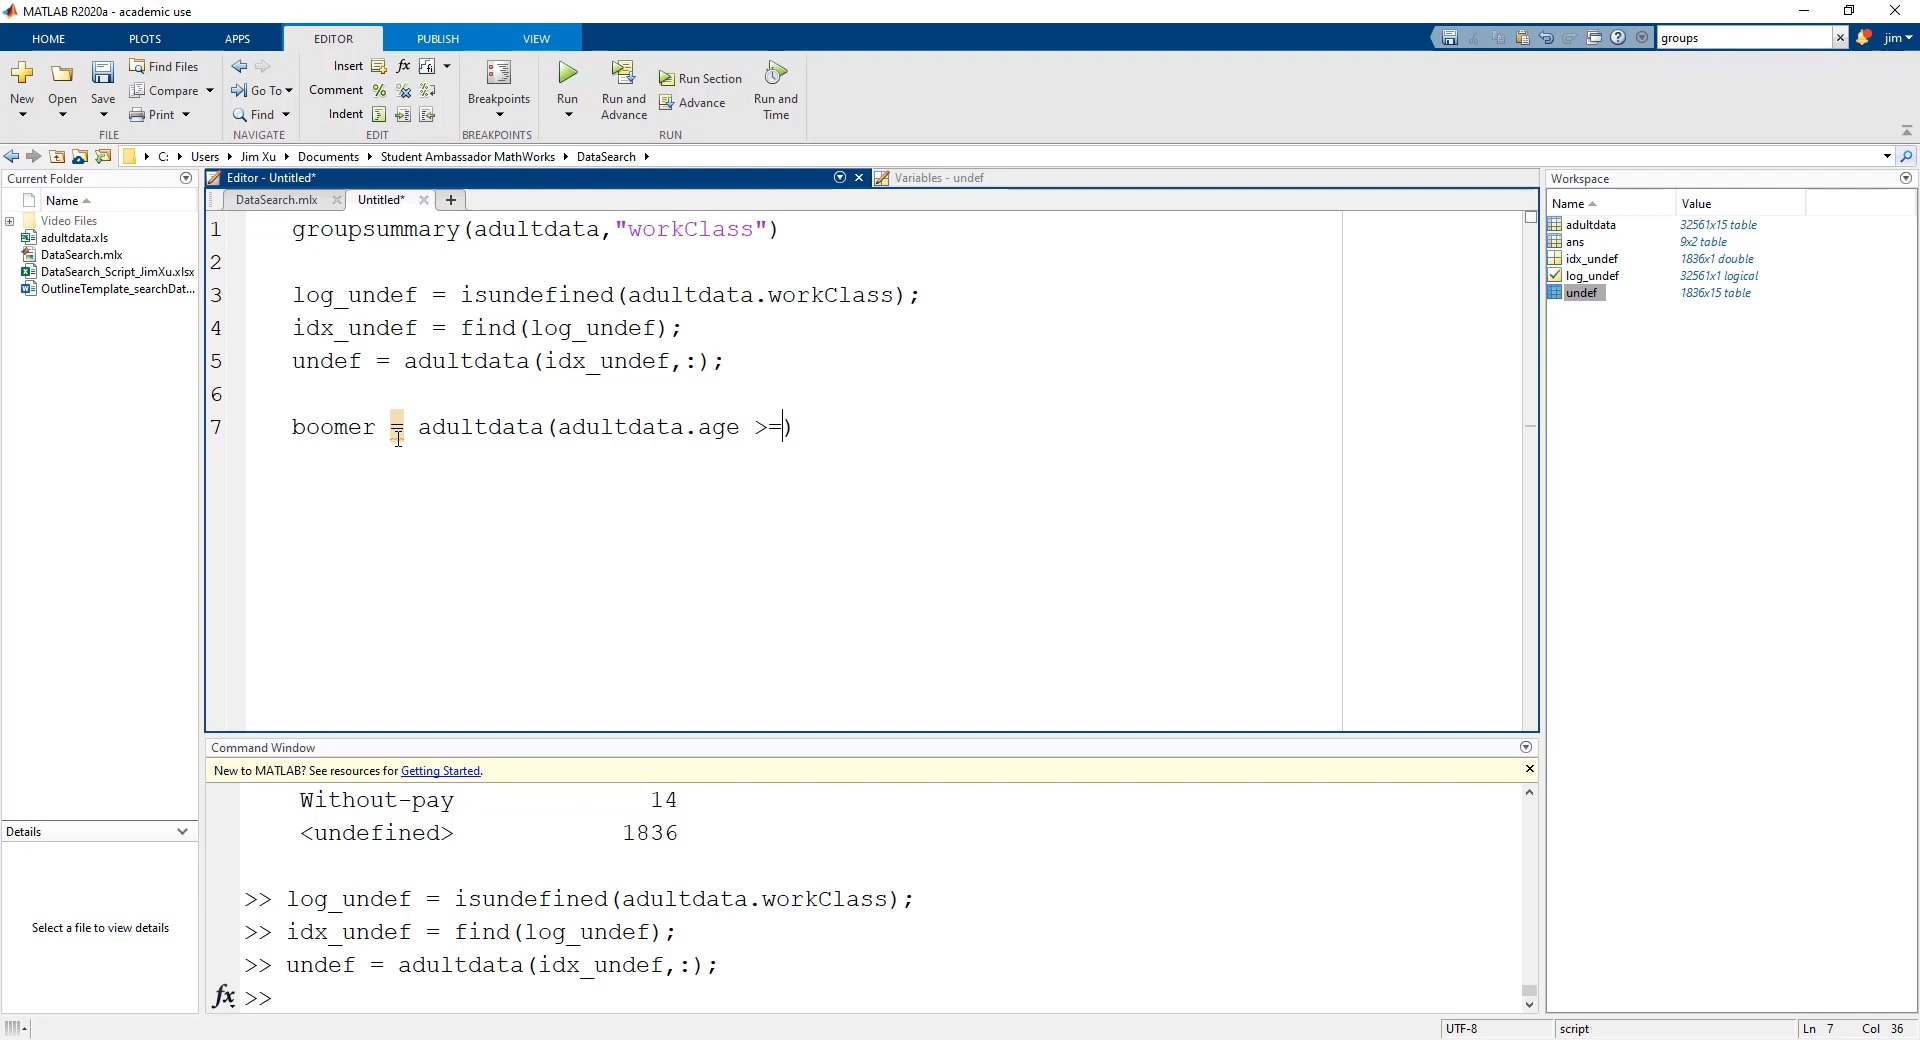 MATLAB R2020a - academic use
HOME PLOTS APPS EDITOR PUBLISH VIEW groups jim
New Open Save Find Files Compare Print Go To Find Insert fx Comment Indent Breakpoints Run Run and Advance Run Section Advance Run and Time
FILE NAVIGATE EDIT BREAKPOINTS RUN
C: Users Jim Xu Documents Student Ambassador MathWorks DataSearch
Current Folder
Name
Video Files
adultdata.xls
DataSearch.mlx
DataSearch_Script_JimXu.xlsx
OutlineTemplate_searchDat...
Details
Select a file to view details
Editor - Untitled*
Variables - undef
DataSearch.mlx Untitled*
1 groupsummary(adultdata,"workClass")
2
3 log_undef = isundefined(adultdata.workClass);
4 idx_undef = find(log_undef);
5 undef = adultdata(idx_undef,:);
6
7 boomer = adultdata(adultdata.age >=)
Command Window
New to MATLAB? See resources for Getting Started.
Without-pay 14
<undefined> 1836
>> log_undef = isundefined(adultdata.workClass);
>> idx_undef = find(log_undef);
>> undef = adultdata(idx_undef,:);
fx >>
Workspace
Name Value
adultdata 32561x15 table
ans 9x2 table
idx_undef 1836x1 double
log_undef 32561x1 logical
undef 1836x15 table
UTF-8 script Ln 7 Col 36